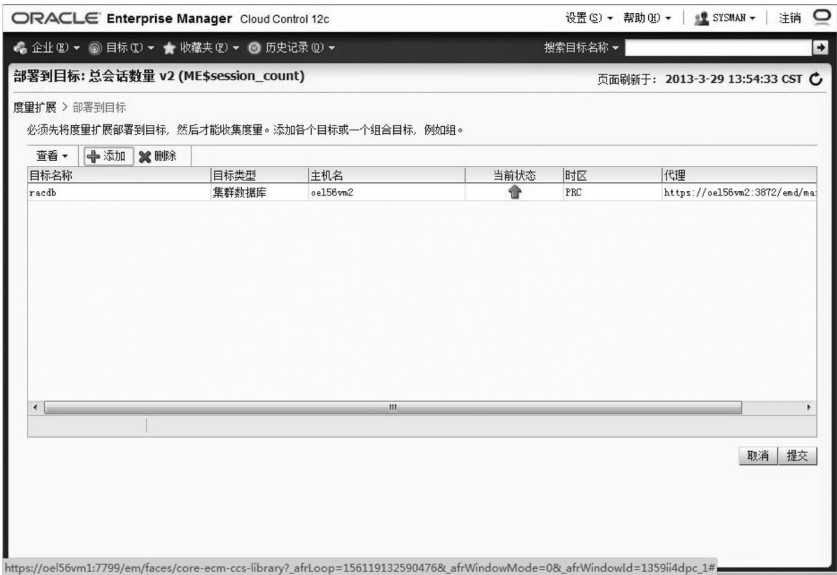 ORACLE Enterprise Manager Cloud Control 12c 设置(S) 帮助(H) SYSMAN 注销
企业(E) 目标(T) 收藏夹(F) 历史记录(O) 搜索目标名称
部署到目标: 总会话数量 v2 (ME$session_count) 页面刷新于: 2013-3-29 13:54:33 CST
度量扩展 > 部署到目标
必须先将度量扩展部署到目标, 然后才能收集度量。添加各个目标或一个组合目标, 例如组。
查看 添加 删除
目标名称 目标类型 主机名 当前状态 时区 代理
racdb 集群数据库 oel56vm2 PRC https://oel56vm2:3872/emd/ma
取消 提交
https://oel56vm1:7799/em/faces/core-ecm-ccs-library?_afrLoop=1561191325904768&_afrWindowMode=0&_afrWindowId=1359ii4dpc_1#